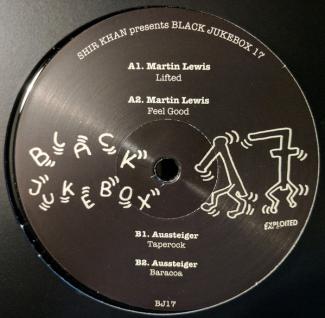 SHIR KHAN presents BLACK JUKEBOX 17
A1. Martin Lewis
Lifted
A2. Martin Lewis
Feel Good
BLACK
JUKEBOX
17
EXPLOITED
B1. Aussteiger
Taperock
B2. Aussteiger
Baracoa
BJ17